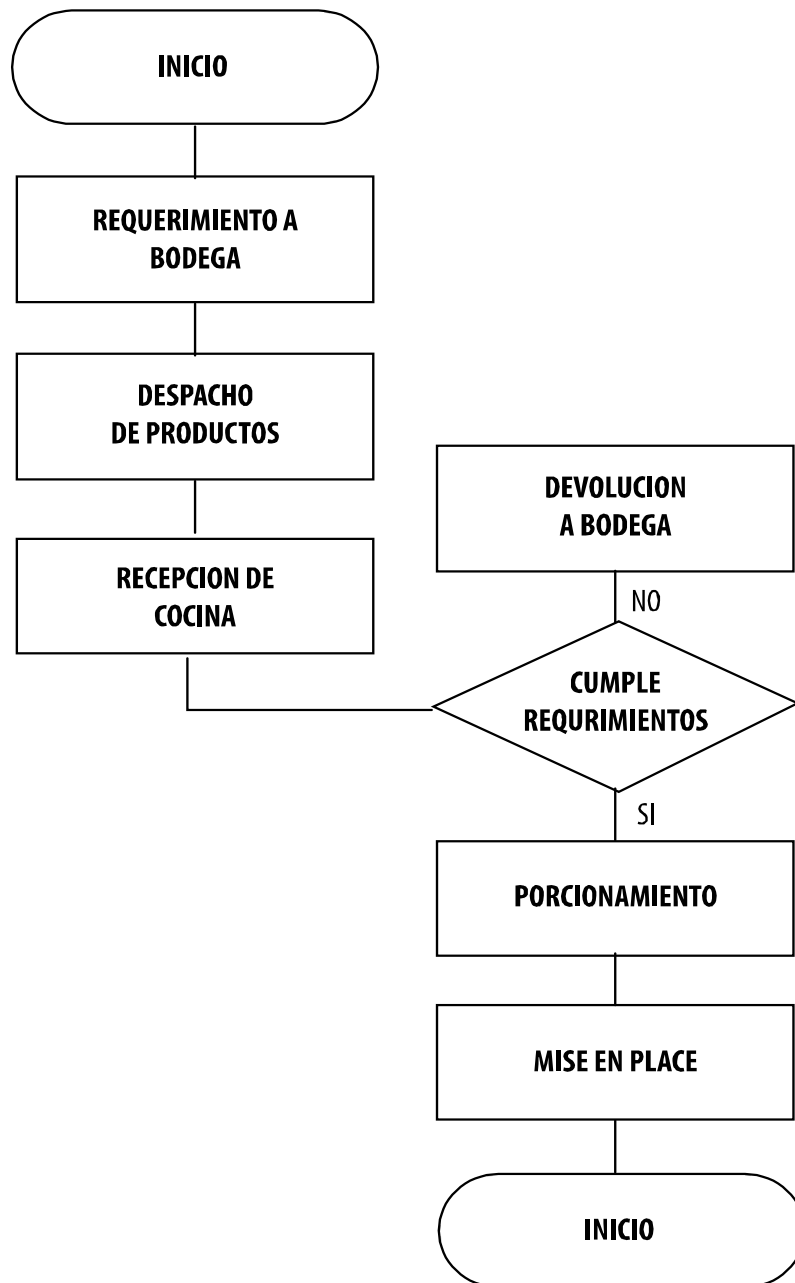 INICIO
REQUERIMIENTO A
BODEGA
DESPACHO
DE PRODUCTOS
RECEPCION DE
COCINA
DEVOLUCION
A BODEGA
NO
CUMPLE
REQURIMIENTOS
SI
PORCIONAMIENTO
MISE EN PLACE
INICIO